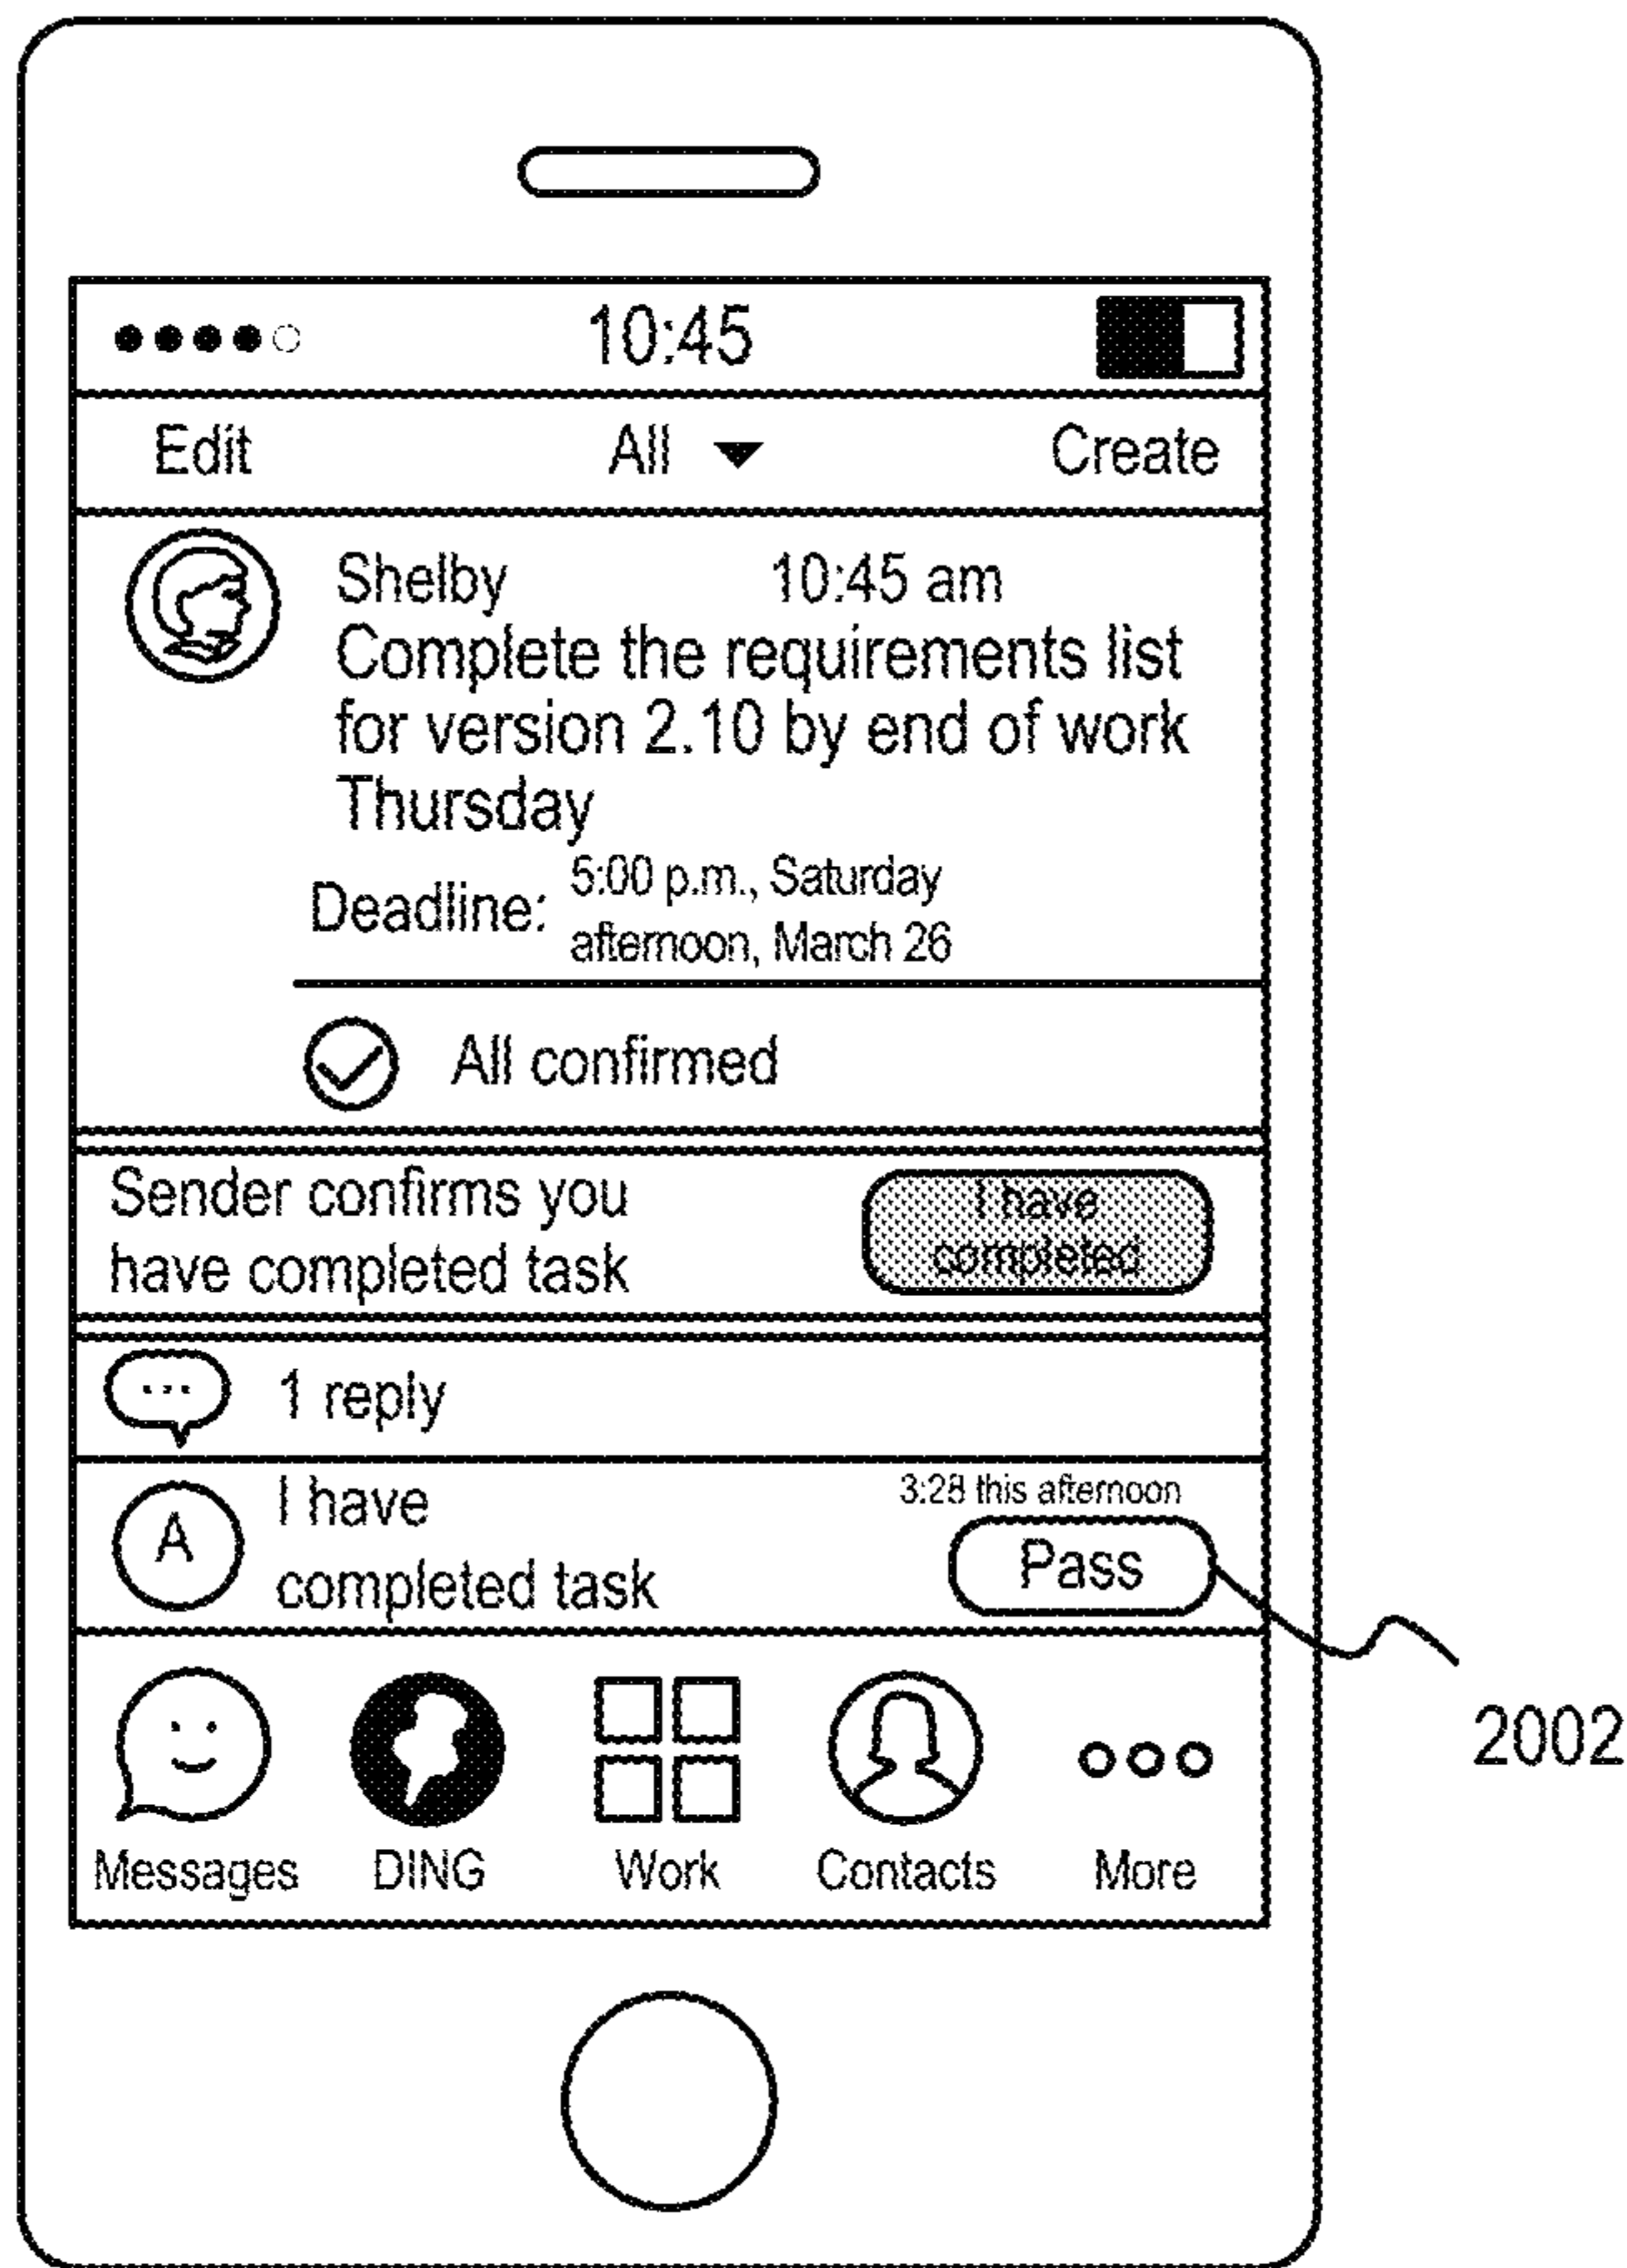 10:45
Edit All Create
Shelby 10:45 am
Complete the requirements list
for version 2.10 by end of work
Thursday
Deadline: 5:00 p.m., Saturday
afternoon, March 26
All confirmed
Sender confirms you
have completed task
I have
completed
1 reply
A
I have
completed task
3:28 this afternoon
Pass
2002
Messages DING Work Contacts More